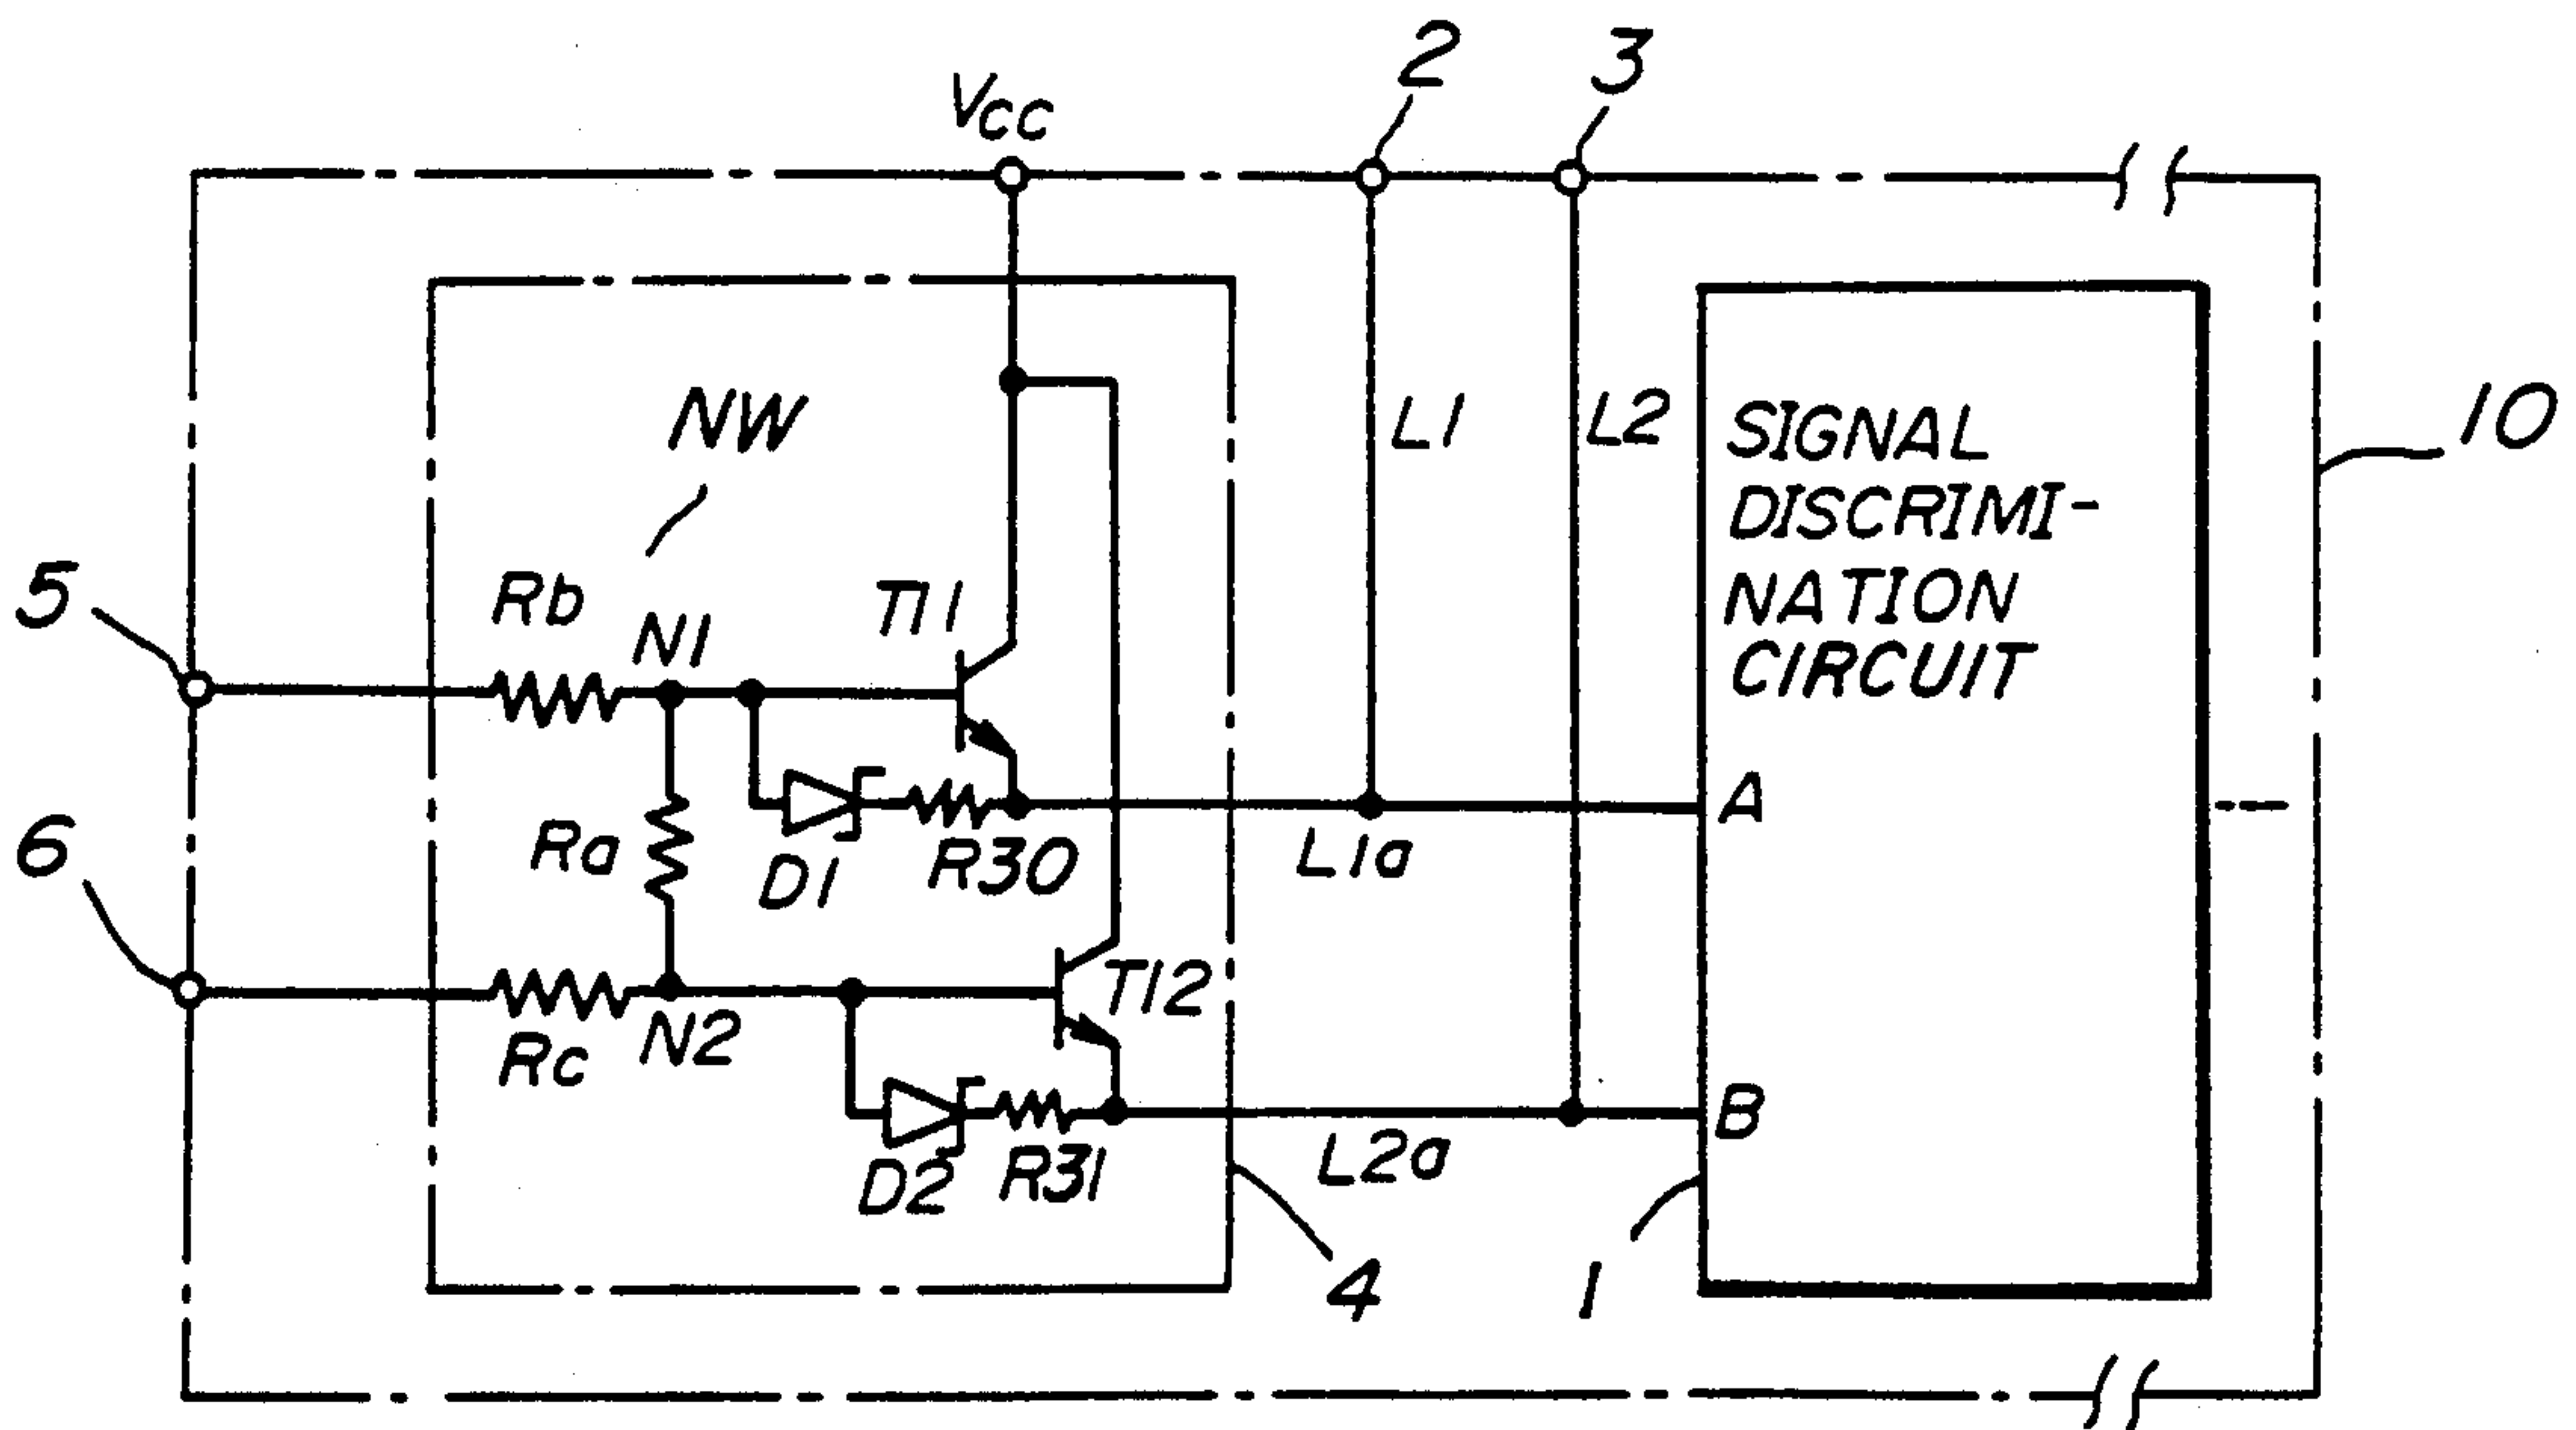 2
3
VCC
NW
L1
L2
SIGNAL
DISCRIMI-
NATION
CIRCUIT
10
5
Rb
N1
T11
A
6
Ra
D1
R30
L1a
T12
Rc
N2
B
D2
R31
L2a
4
1